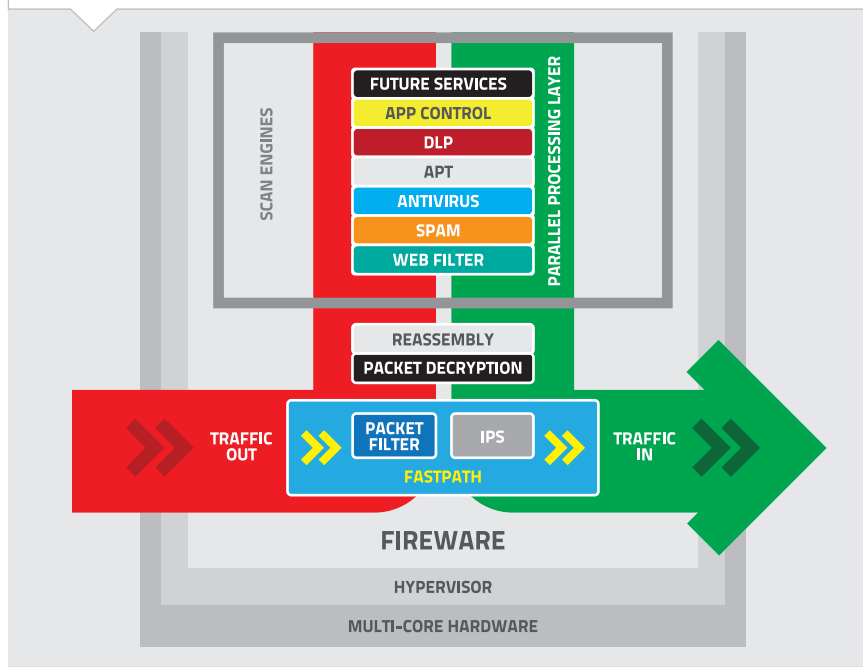 FUTURE SERVICES
APP CONTROL
DLP
APT
ANTIVIRUS
SPAM
WEB FILTER
SCAN ENGINES
PARALLEL PROCESSING LAYER
REASSEMBLY
PACKET DECRYPTION
TRAFFIC
OUT
PACKET
FILTER
IPS
FASTPATH
TRAFFIC
IN
FIREWARE
HYPERVISOR
MULTI-CORE HARDWARE